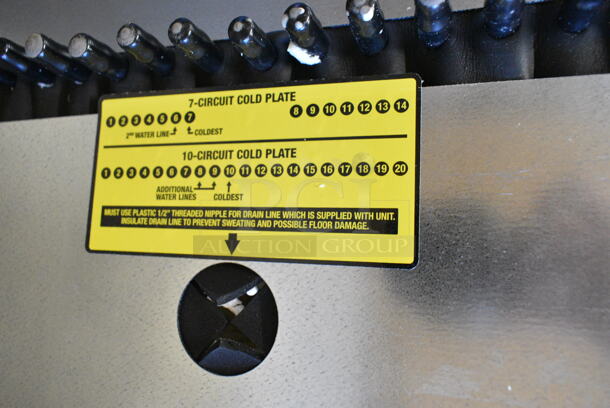 7-CIRCUIT COLD PLATE
1 2 3 4 5 6 7 8 9 10 11 12 13 14
2ND WATER LINE COLDEST
10-CIRCUIT COLD PLATE
1 2 3 4 5 6 7 8 9 10 11 12 13 14 15 16 17 18 19 20
ADDITIONAL
WATER LINES COLDEST
MUST USE PLASTIC 1/2" THREADED NIPPLE FOR DRAIN LINE WHICH IS SUPPLIED WITH UNIT.
INSULATE DRAIN LINE TO PREVENT SWEATING AND POSSIBLE FLOOR DAMAGE.
PCI
AUCTION GROUP